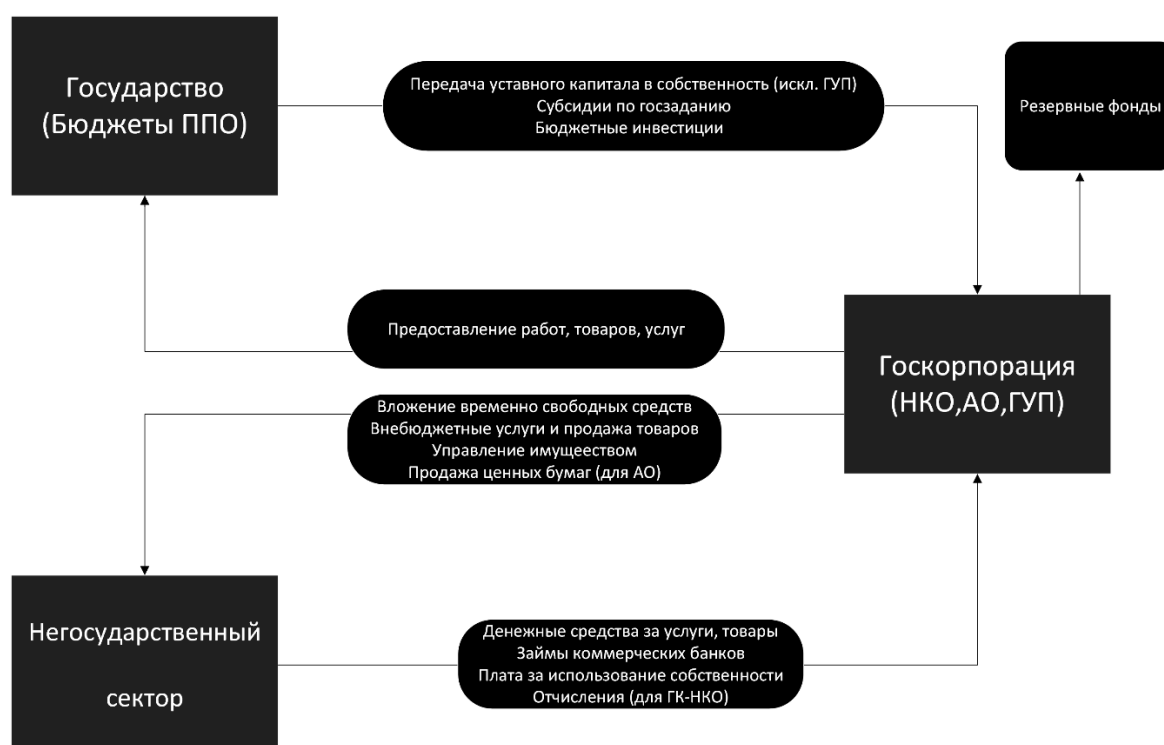 Государство
(Бюджеты ППО)
Передача уставного капитала в собственность (искл. ГУП)
Субсидии по госзаданию
Бюджетные инвестиции
Резервные фонды
Предоставление работ, товаров, услуг
Госкорпорация
(НКО,АО,ГУП)
Вложение временно свободных средств
Внебюджетные услуги и продажа товаров
Управление имущееством
Продажа ценных бумаг (для АО)
Негосударственный
сектор
Денежные средства за услуги, товары
Займы коммерческих банков
Плата за использование собственности
Отчисления (для ГК-НКО)